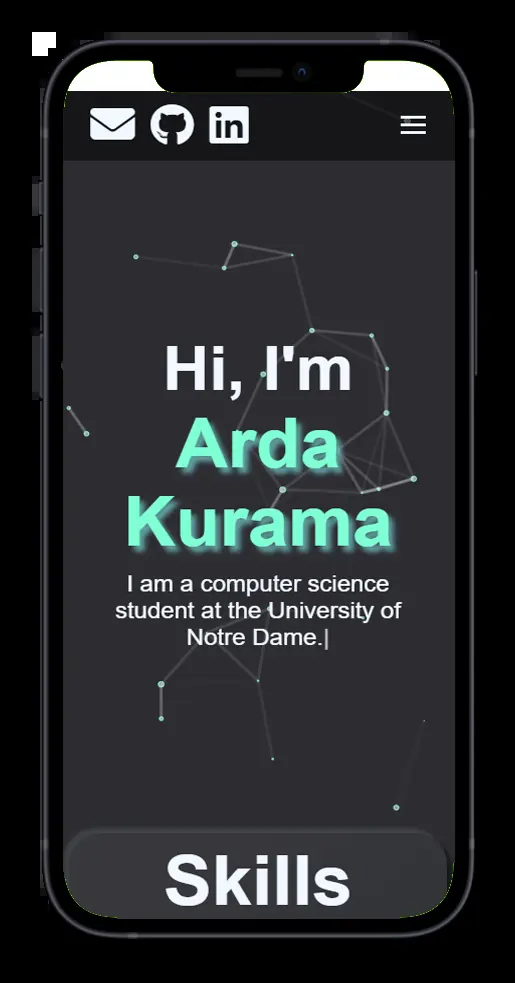 in
Hi, I'm
Arda
Kurama
I am a computer science
student at the University of
Notre Dame.|
Skills